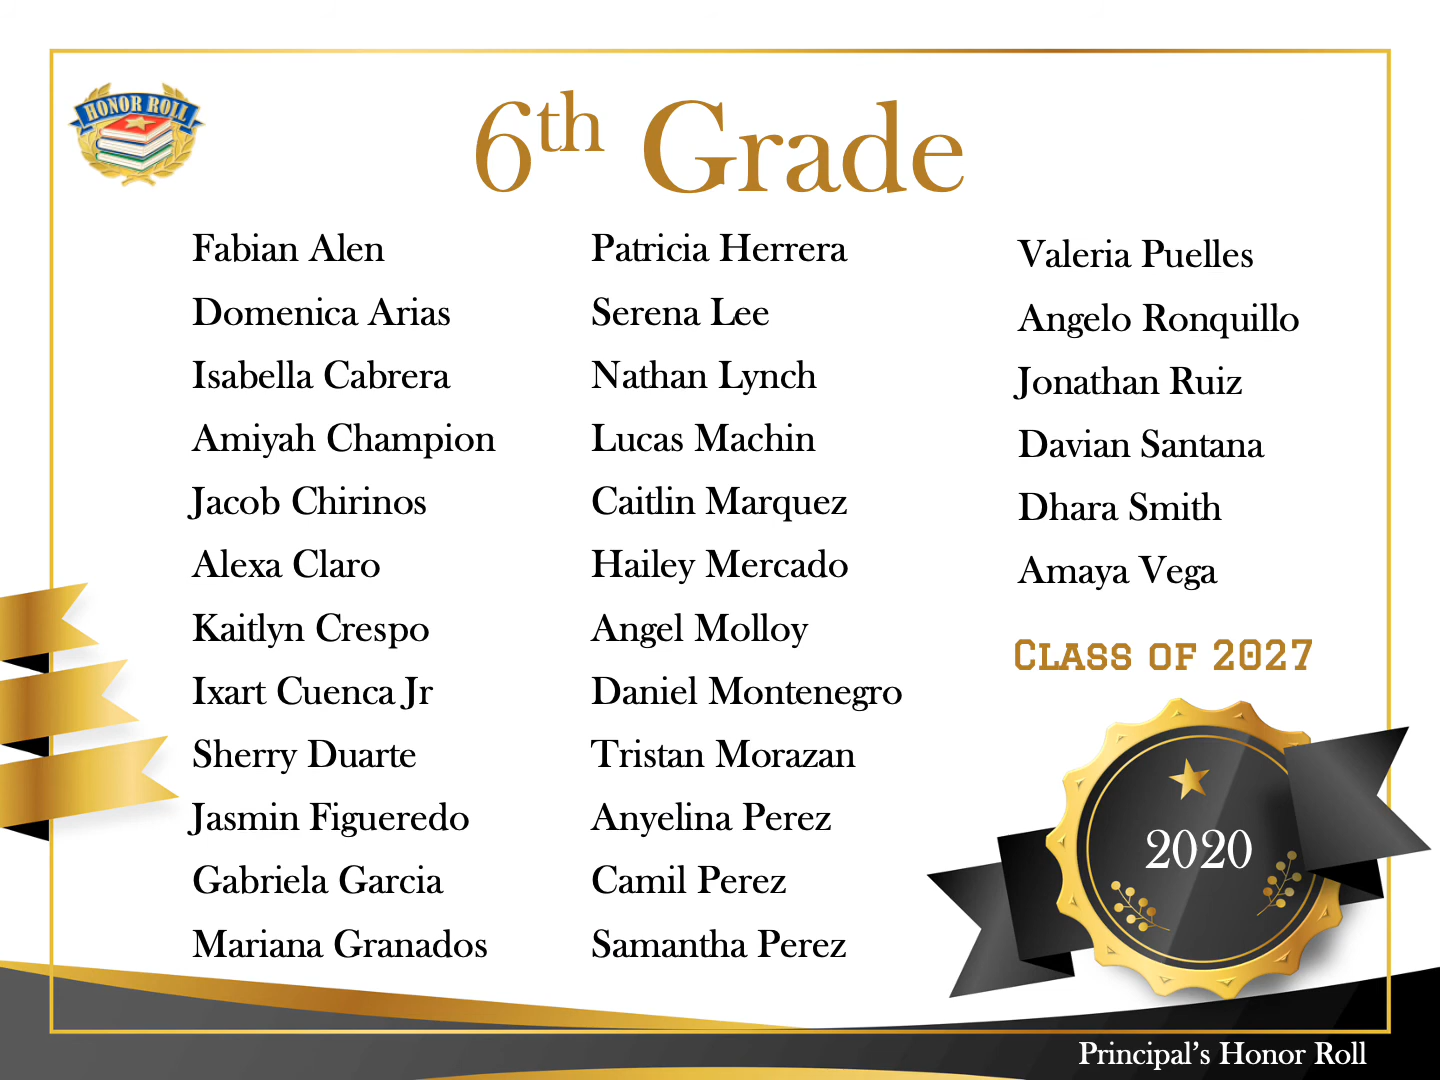 HONOR ROLL
6th Grade
Fabian Alen
Domenica Arias
Isabella Cabrera
Amiyah Champion
Jacob Chirinos
Alexa Claro
Kaitlyn Crespo
Ixart Cuenca Jr
Sherry Duarte
Jasmin Figueredo
Gabriela Garcia
Mariana Granados
Patricia Herrera
Serena Lee
Nathan Lynch
Lucas Machin
Caitlin Marquez
Hailey Mercado
Angel Molloy
Daniel Montenegro
Tristan Morazan
Anyelina Perez
Camil Perez
Samantha Perez
Valeria Puelles
Angelo Ronquillo
Jonathan Ruiz
Davian Santana
Dhara Smith
Amaya Vega
Class of 2027
2020
Principal's Honor Roll